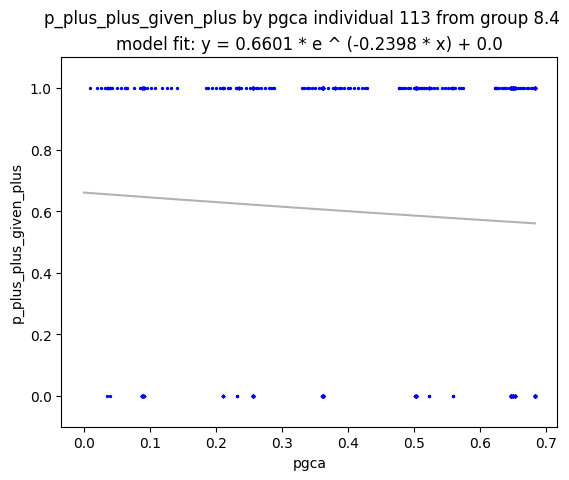 p_plus_plus_given_plus by pgca individual 113 from group 8.4
model fit: y = 0.6601 * e ^ (-0.2398 * x) + 0.0
1.0
0.8
0.6
0.4
0.2
0.0
p_plus_plus_given_plus
0.0 0.1 0.2 0.3 0.4 0.5 0.6 0.7
pgca